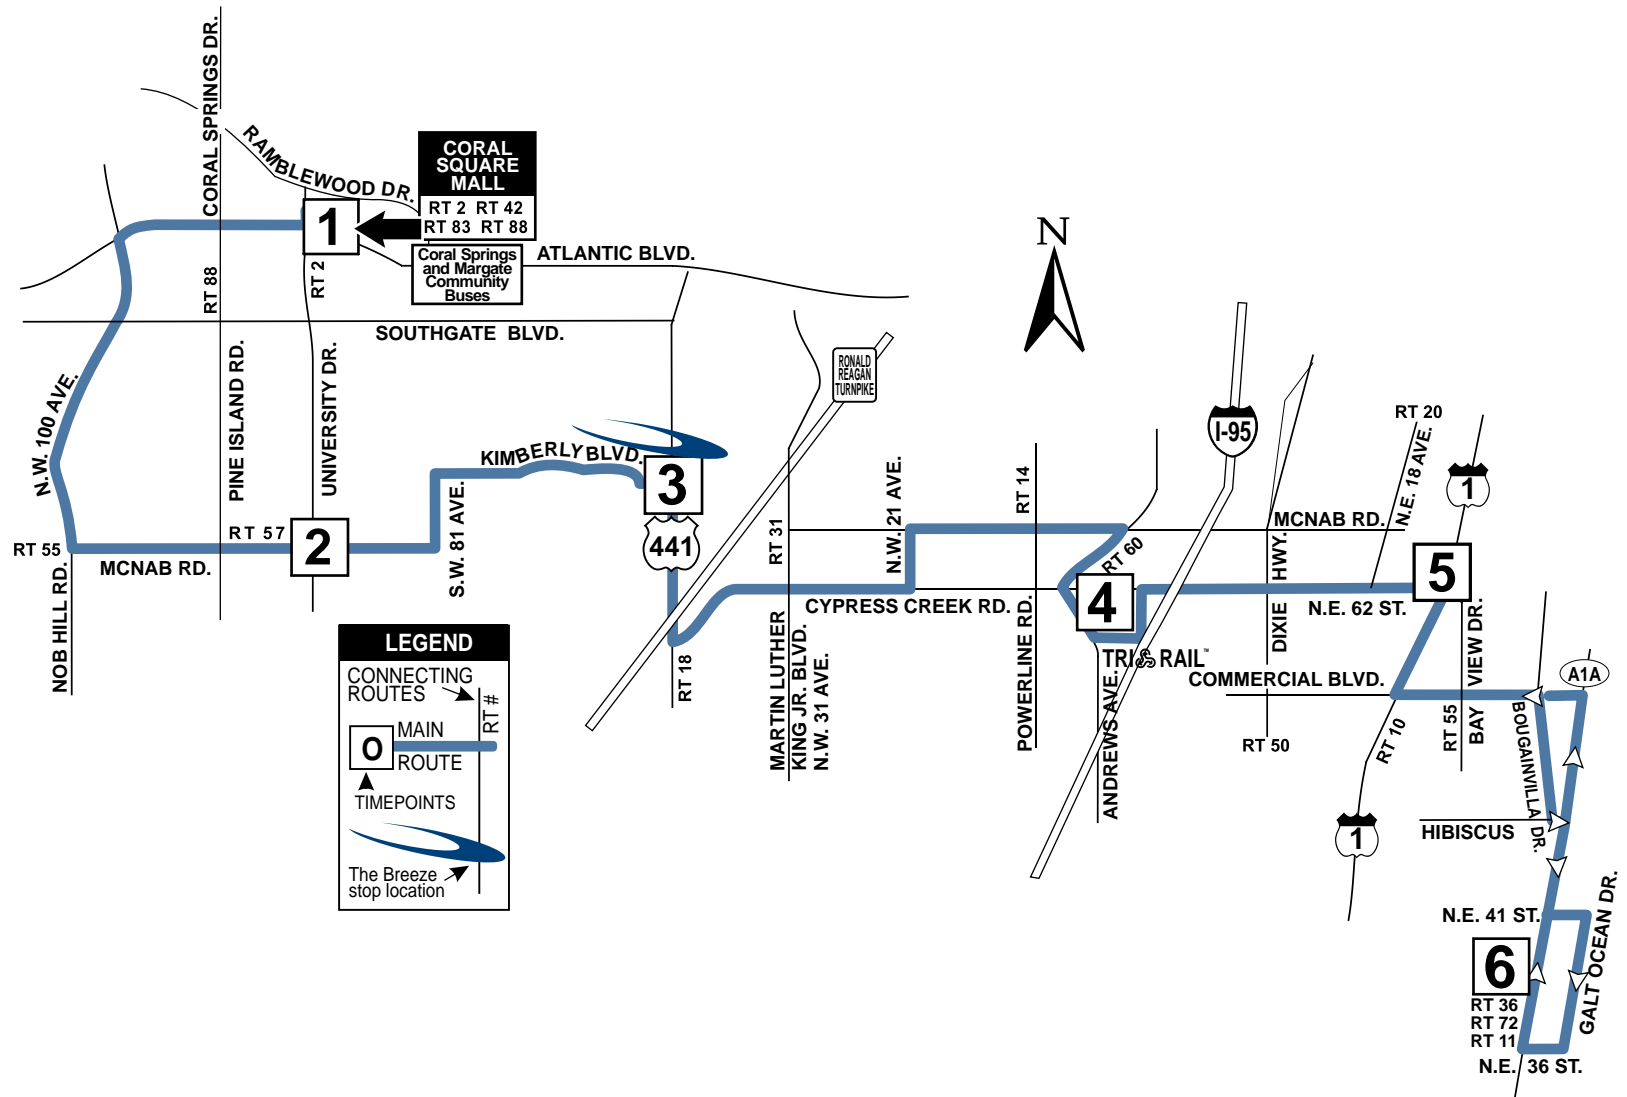 CORAL SPRINGS DR.
RAMBLEWOOD DR.
CORAL
SQUARE
MALL
RT 2 RT 42
RT 83 RT 88
1
Coral Springs
and Margate
Community
Buses
ATLANTIC BLVD.
RT 88
RT 2
SOUTHGATE BLVD.
N.W. 100 AVE.
PINE ISLAND RD.
UNIVERSITY DR.
KIMBERLY BLVD.
3
441
RT 55
RT 57
2
MCNAB RD.
NOB HILL RD.
S.W. 81 AVE.
RT 18
RONALD
REAGAN
TURNPIKE
N
I-95
RT 20
N.E. 18 AVE.
1
RT 31
N.W. 21 AVE.
RT 14
MCNAB RD.
RT 60
4
5
CYPRESS CREEK RD.
N.E. 62 ST.
MARTIN LUTHER
KING JR. BLVD.
N.W. 31 AVE.
POWERLINE RD.
ANDREWS AVE.
TRI RAIL™
DIXIE HWY.
COMMERCIAL BLVD.
RT 50
RT 10
RT 55
BAY VIEW DR.
A1A
BOUGAINVILLA DR.
1
HIBISCUS
N.E. 41 ST.
GALT OCEAN DR.
6
RT 36
RT 72
RT 11
N.E. 36 ST.
LEGEND
CONNECTING
ROUTES
RT #
O
MAIN
ROUTE
TIMEPOINTS
The Breeze
stop location